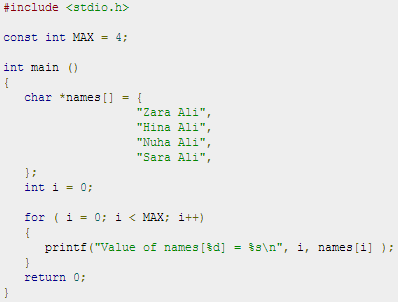 #include <stdio.h>

const int MAX = 4;

int main ()
{
   char *names[] = {
                   "Zara Ali",
                   "Hina Ali",
                   "Nuha Ali",
                   "Sara Ali",
   };
   int i = 0;

   for ( i = 0; i < MAX; i++)
   {
      printf("Value of names[%d] = %s\n", i, names[i] );
   }
   return 0;
}